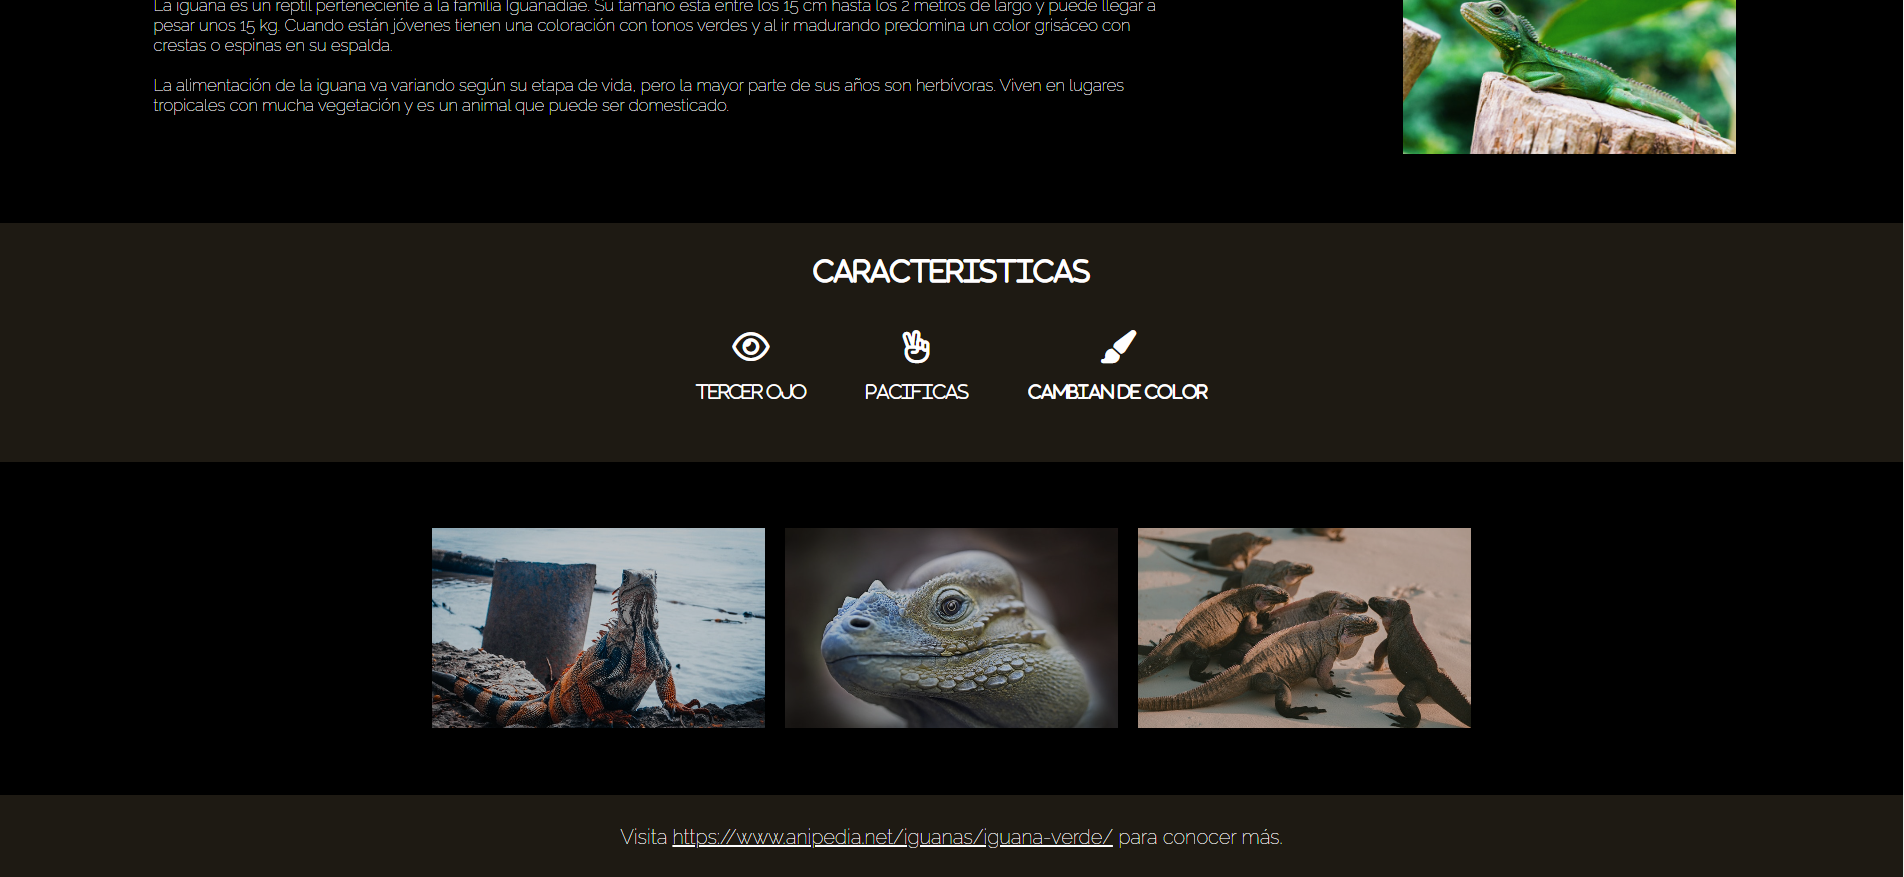 La iguana es un reptil perteneciente a la familia Iguanadiae. Su tamaño está entre los 15 cm hasta los 2 metros de largo y puede llegar a
pesar unos 15 kg. Cuando están jóvenes tienen una coloración con tonos verdes y al ir madurando predomina un color grisáceo con
crestas o espinas en su espalda.
La alimentación de la iguana va variando según su etapa de vida, pero la mayor parte de sus años son herbívoras. Viven en lugares
tropicales con mucha vegetación y es un animal que puede ser domesticado.
CARACTERISTICAS
TERCER OJO
PACIFICAS
CAMBIAN DE COLOR
Visita https://www.anipedia.net/iguanas/iguana-verde/ para conocer más.